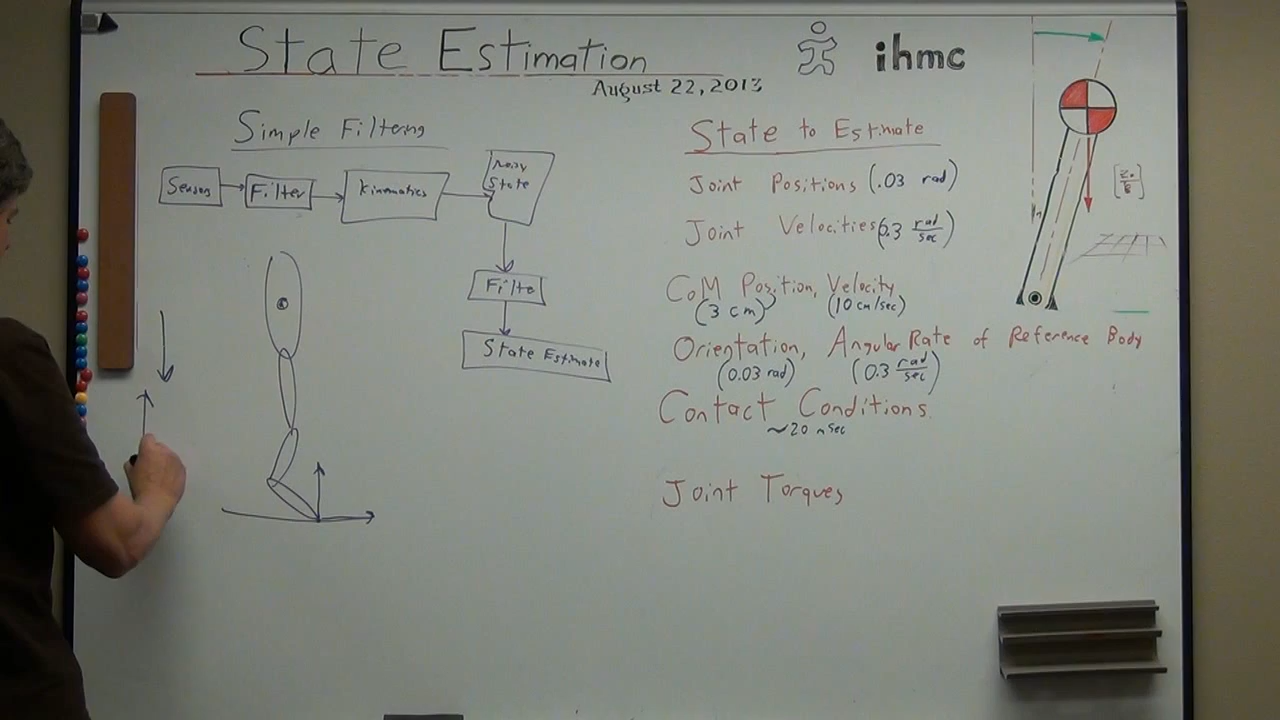 State Estimation
ihmc
August 22, 2013
Simple Filtering
Sensors
Filter
Kinematics
Noisy
State
Filter
State Estimate
State to Estimate
Joint Positions (.03 rad)
Joint Velocities (0.3 rad/sec)
CoM Position, Velocity
(3 cm) (10 cm/sec)
Orientation, Angular Rate of Reference Body
(0.03 rad) (0.3 rad/sec)
Contact Conditions
~20 msec
Joint Torques